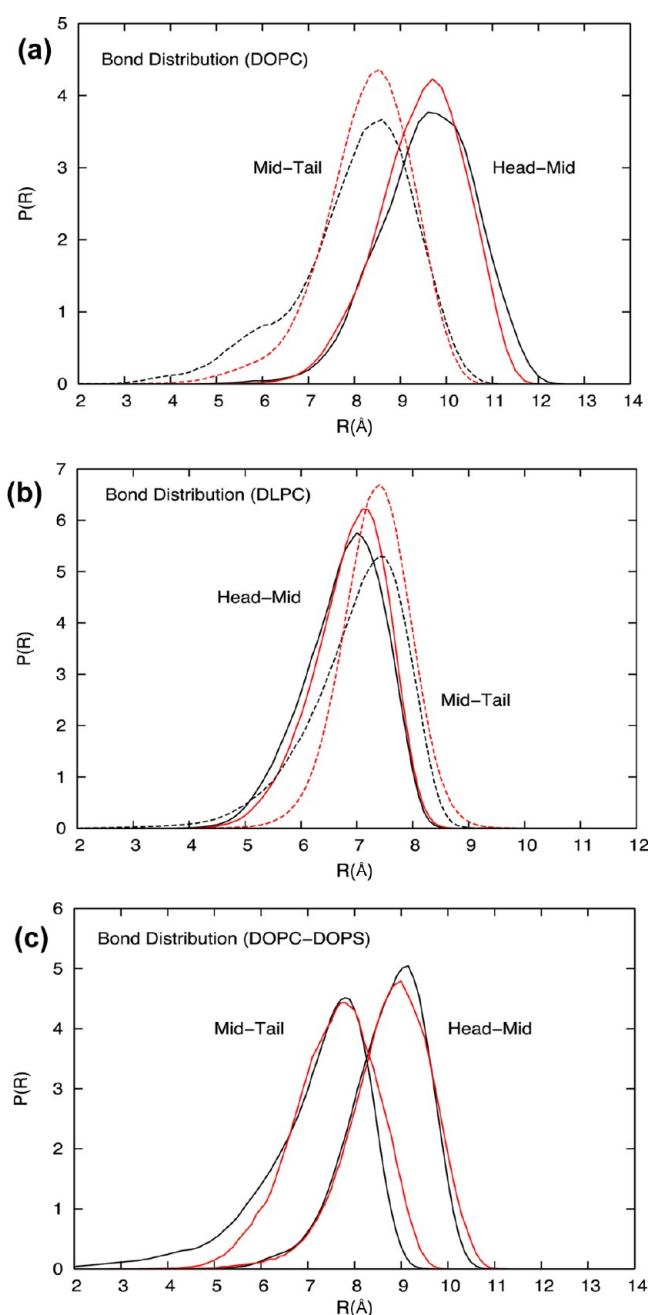 (a)
Bond Distribution (DOPC)
Mid–Tail
Head–Mid
P(R)
5
4
3
2
1
0
2 3 4 5 6 7 8 9 10 11 12 13 14
R(Å)
(b)
Bond Distribution (DLPC)
Head–Mid
Mid–Tail
P(R)
7
6
5
4
3
2
1
0
2 3 4 5 6 7 8 9 10 11 12
R(Å)
(c)
Bond Distribution (DOPC–DOPS)
Mid–Tail
Head–Mid
P(R)
6
5
4
3
2
1
0
2 3 4 5 6 7 8 9 10 11 12 13 14
R(Å)